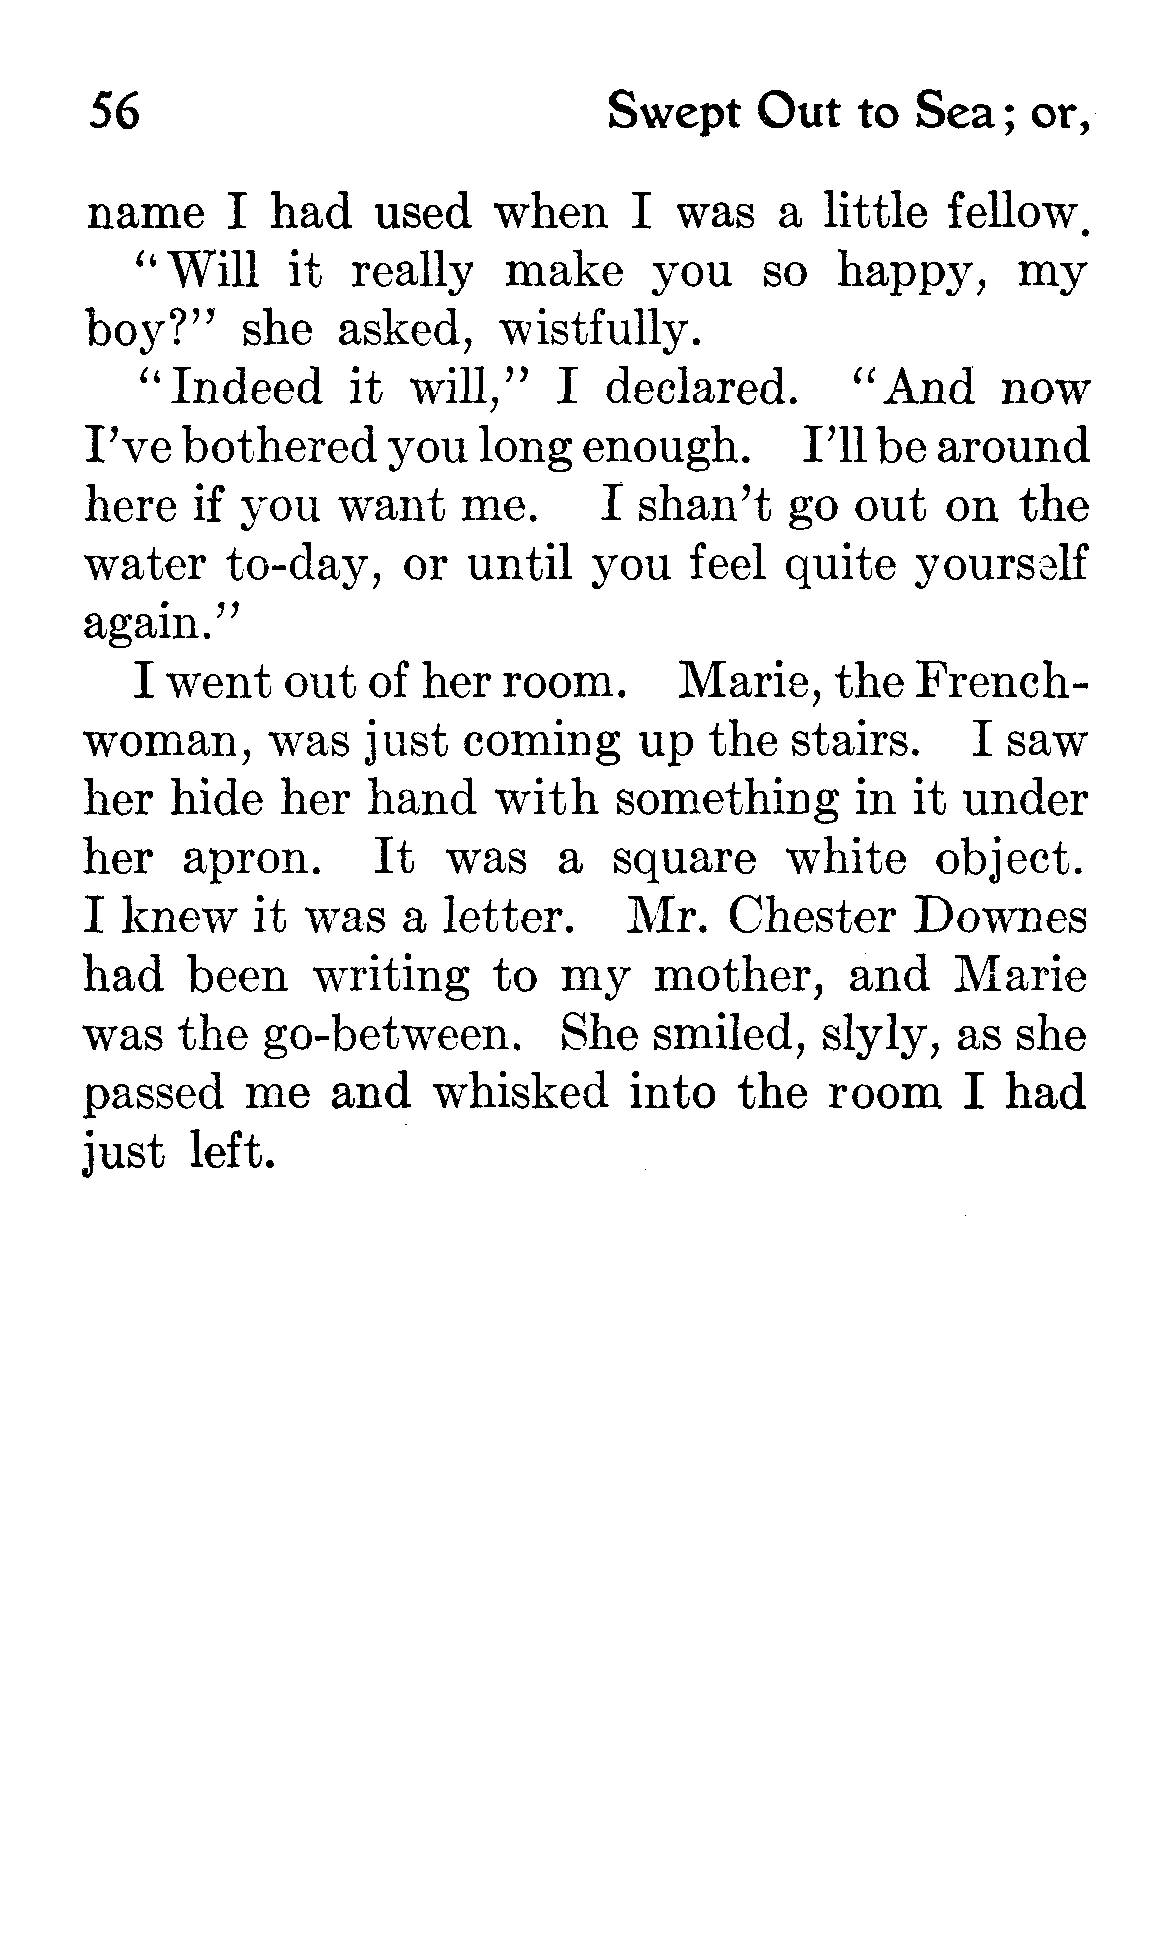 56 Swept Out to Sea; or,
name I had used when I was a little fellow.
"Will it really make you so happy, my
boy?" she asked, wistfully.
"Indeed it will," I declared. "And now
I've bothered you long enough. I'll be around
here if you want me. I shan't go out on the
water to-day, or until you feel quite yourself
again."
I went out of her room. Marie, the French-
woman, was just coming up the stairs. I saw
her hide her hand with something in it under
her apron. It was a square white object.
I knew it was a letter. Mr. Chester Downes
had been writing to my mother, and Marie
was the go-between. She smiled, slyly, as she
passed me and whisked into the room I had
just left.